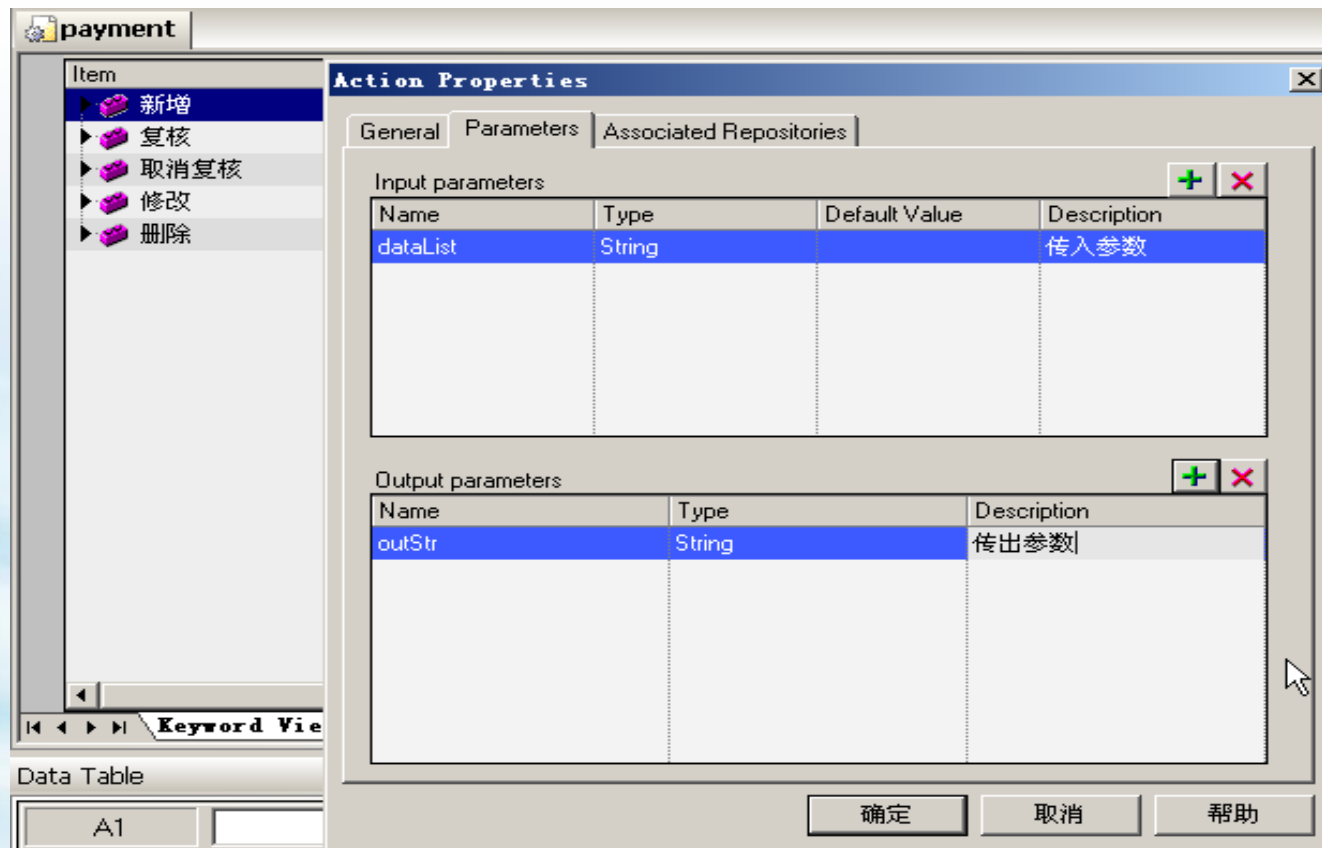 payment
Item
新增
复核
取消复核
修改
删除
Keyword Vie
Data Table
A1
Action Properties
General Parameters Associated Repositories
Input parameters
Name Type Default Value Description
dataList String 传入参数
Output parameters
Name Type Description
outStr String 传出参数
确定 取消 帮助